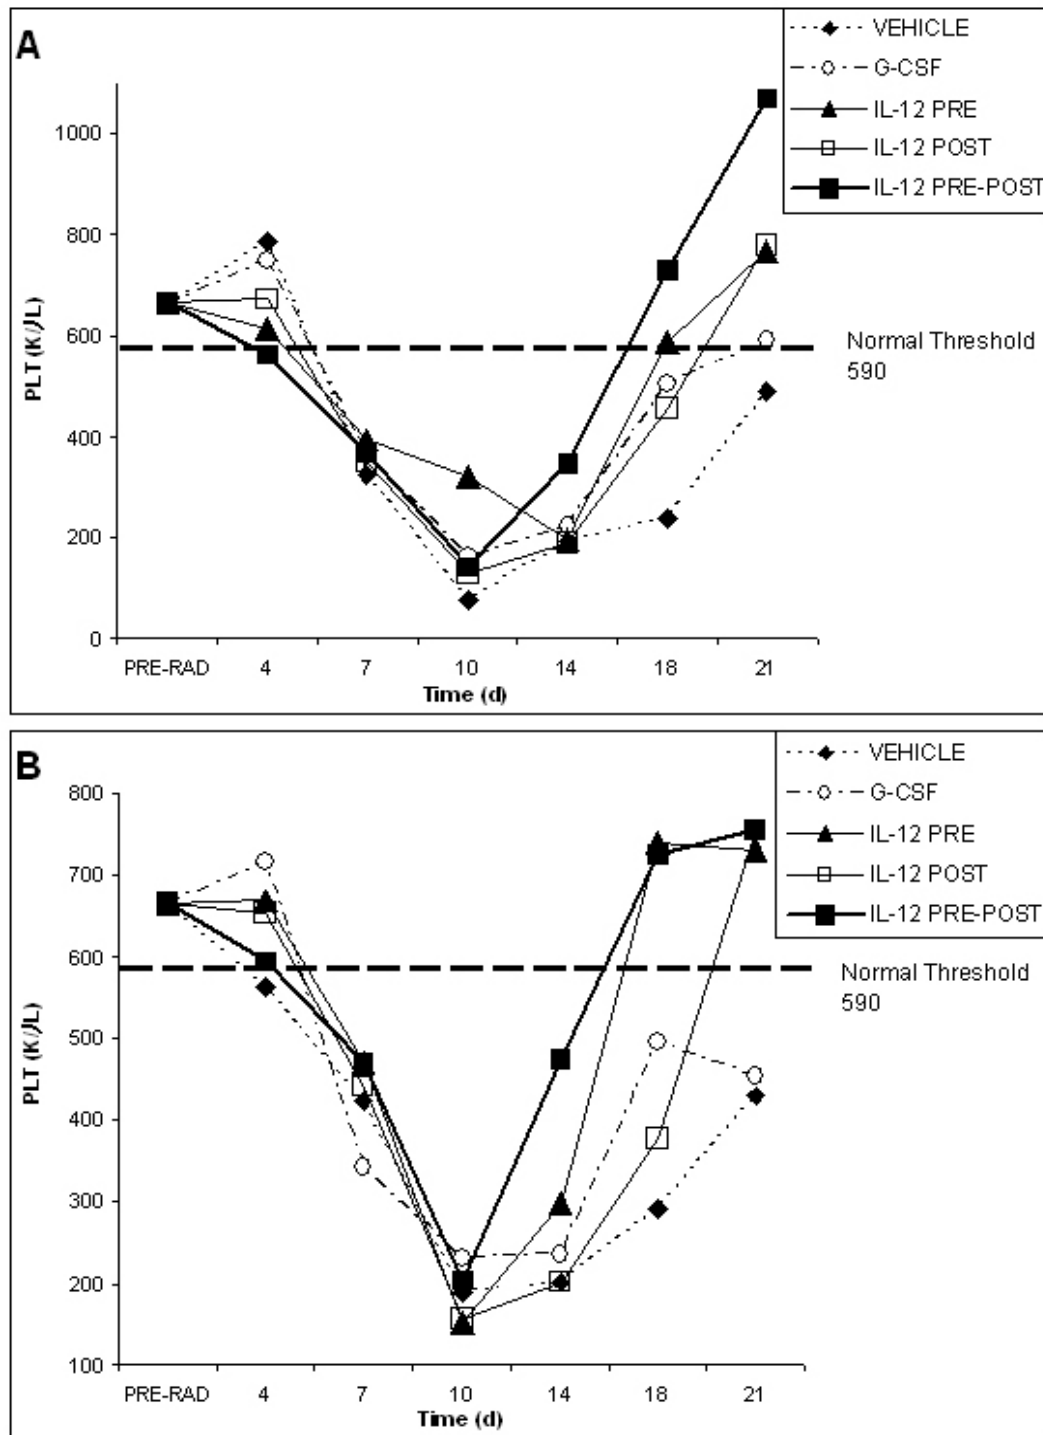 A
VEHICLE
G-CSF
IL-12 PRE
IL-12 POST
IL-12 PRE-POST
PLT (K/μL)
1000
800
600
400
200
0
Normal Threshold
590
PRE-RAD 4 7 10 14 18 21
Time (d)
B
VEHICLE
G-CSF
IL-12 PRE
IL-12 POST
IL-12 PRE-POST
PLT (K/μL)
800
700
600
500
400
300
200
100
Normal Threshold
590
PRE-RAD 4 7 10 14 18 21
Time (d)